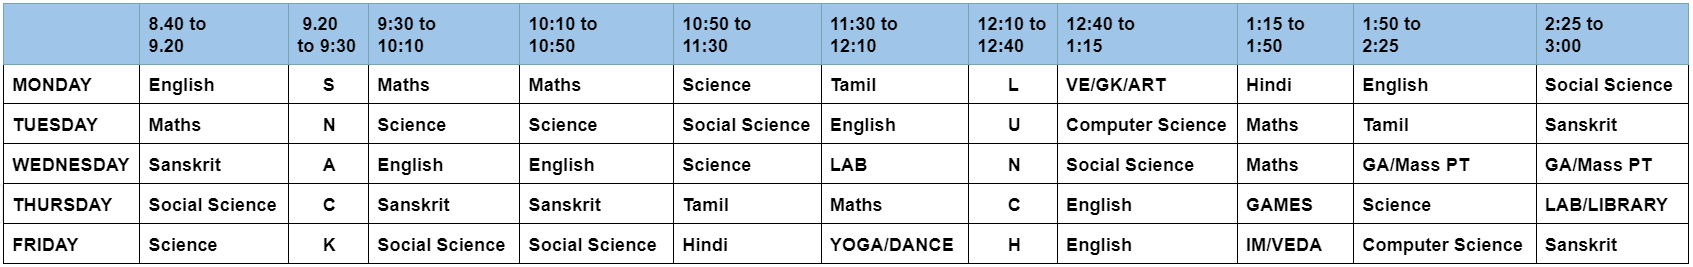 8.40 to 9.20 9.20 to 9:30 9:30 to 10:10 10:10 to 10:50 10:50 to 11:30 11:30 to 12:10 12:10 to 12:40 12:40 to 1:15 1:15 to 1:50 1:50 to 2:25 2:25 to 3:00
MONDAY English S Maths Maths Science Tamil L VE/GK/ART Hindi English Social Science
TUESDAY Maths N Science Science Social Science English U Computer Science Maths Tamil Sanskrit
WEDNESDAY Sanskrit A English English Science LAB N Social Science Maths GA/Mass PT GA/Mass PT
THURSDAY Social Science C Sanskrit Sanskrit Tamil Maths C English GAMES Science LAB/LIBRARY
FRIDAY Science K Social Science Social Science Hindi YOGA/DANCE H English IM/VEDA Computer Science Sanskrit